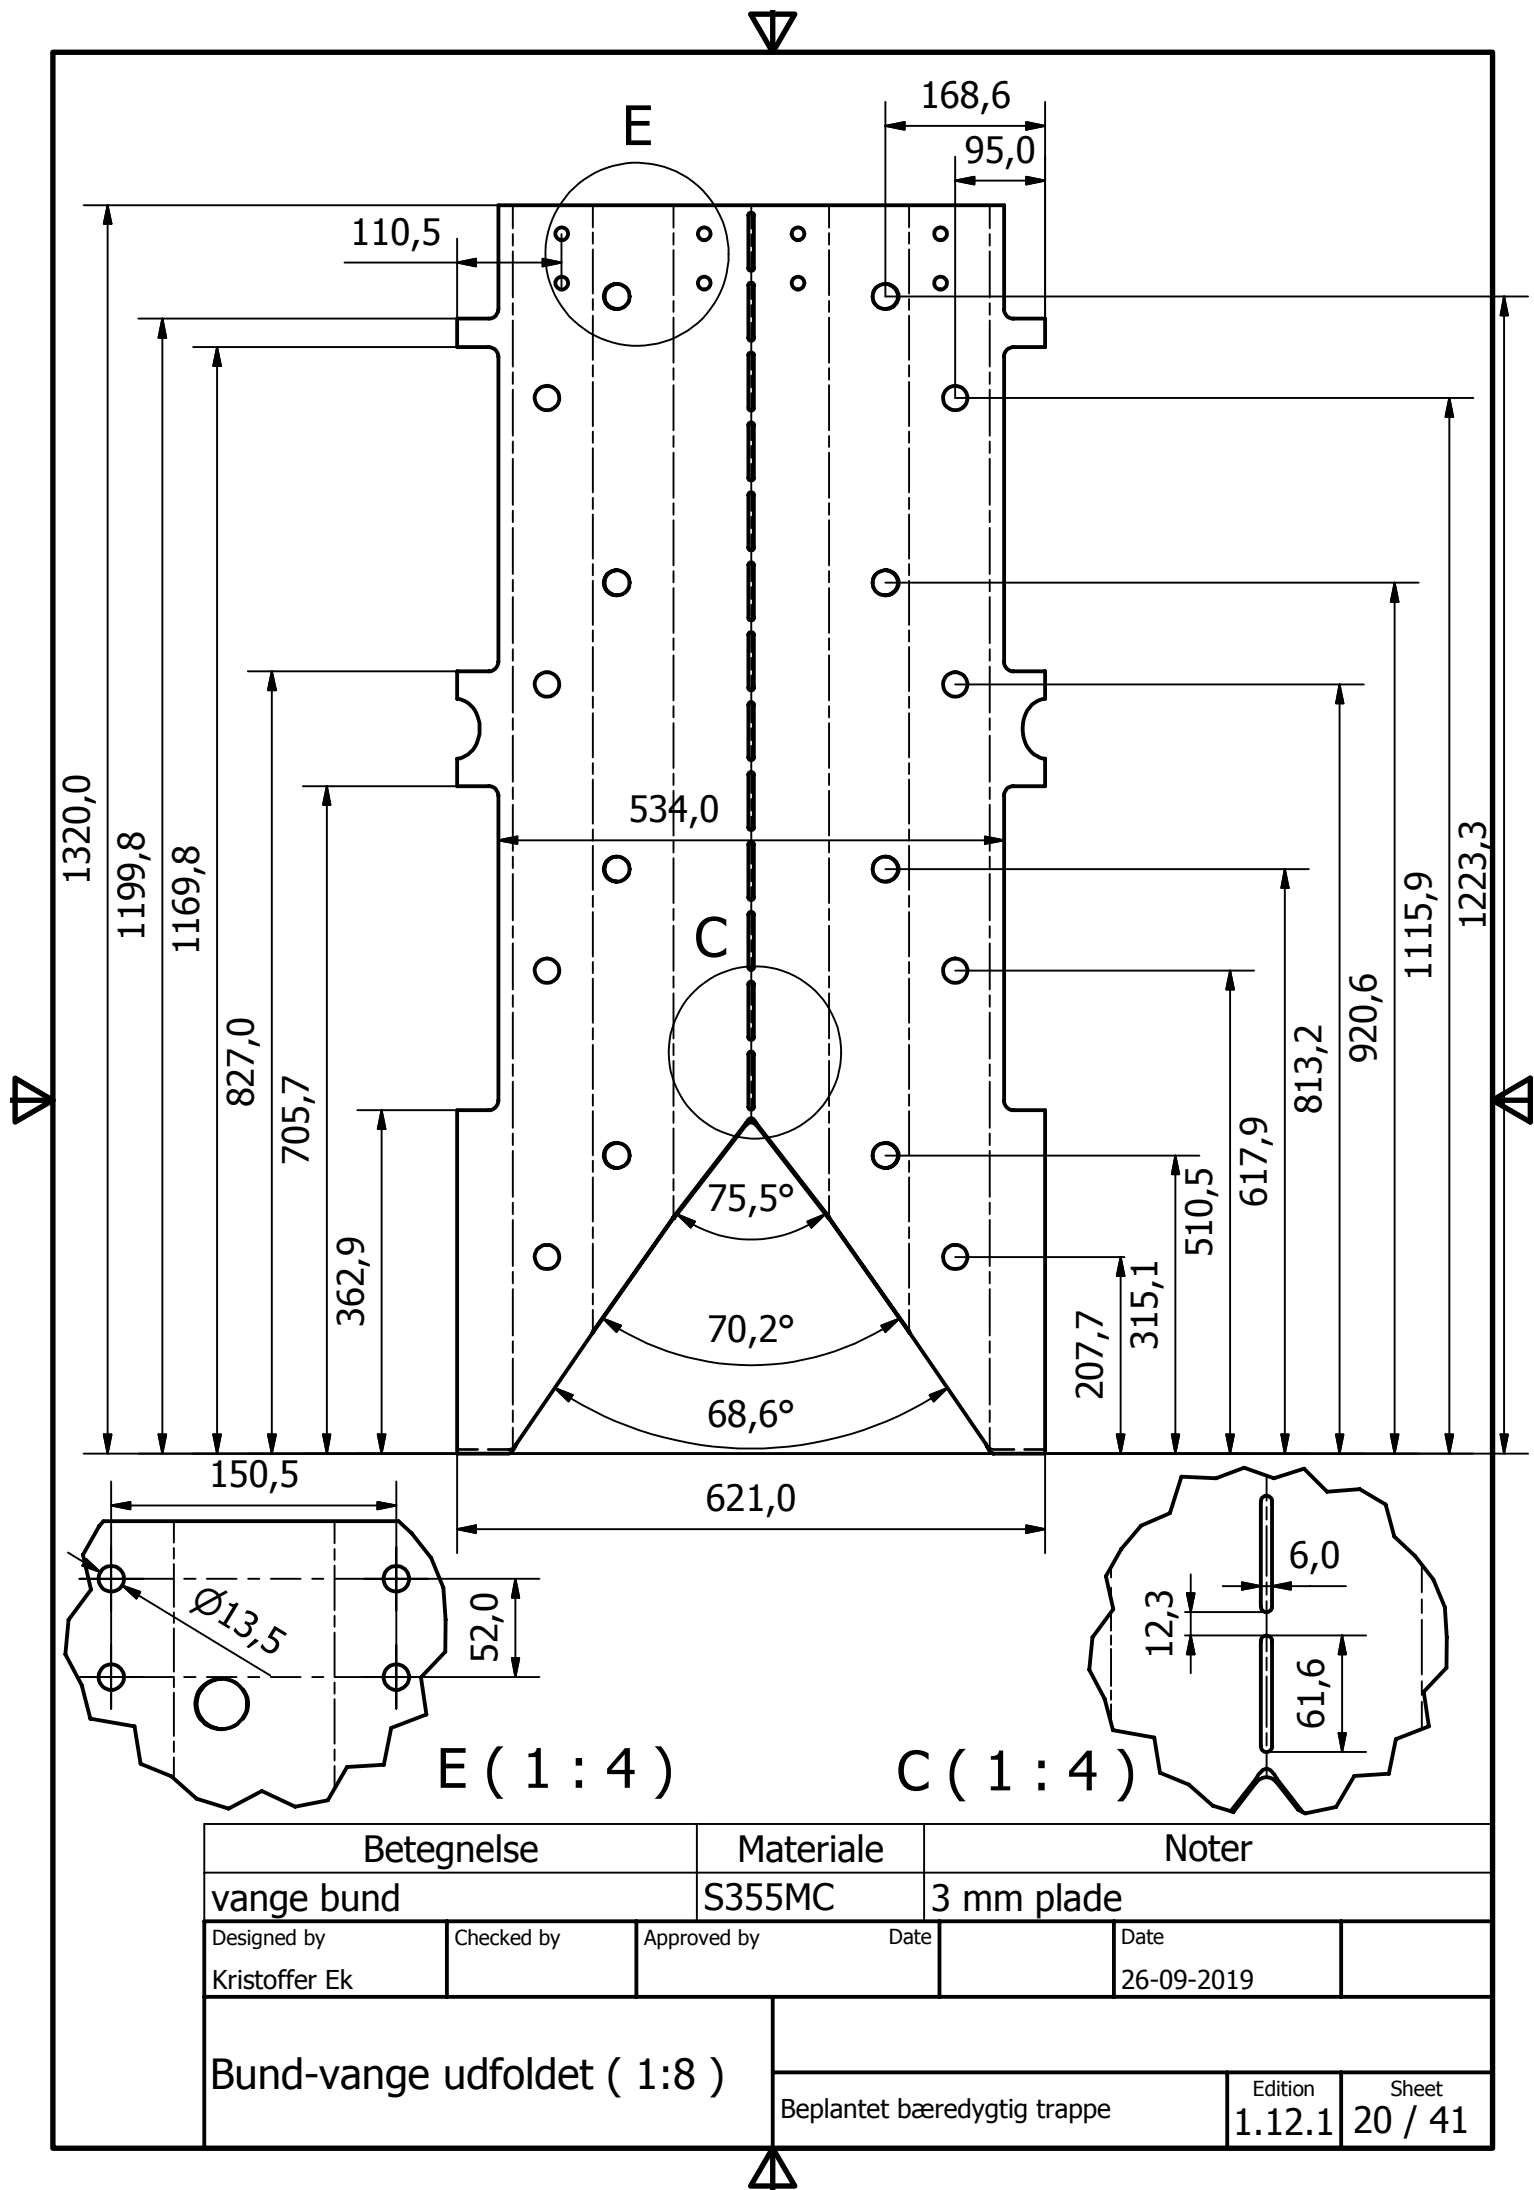 168,6
E
95,0
110,5
534,0
1320,0
1199,8
1169,8
827,0
705,7
362,9
C
1223,3
1115,9
920,6
813,2
617,9
510,5
315,1
207,7
75,5°
70,2°
68,6°
621,0
150,5
Ø13,5
52,0
E ( 1 : 4 )
6,0
12,3
61,6
C ( 1 : 4 )
Betegnelse Materiale Noter
vange bund S355MC 3 mm plade
Designed by Checked by Approved by Date Date
Kristoffer Ek 26-09-2019
Bund-vange udfoldet ( 1:8 )
Beplantet bæredygtig trappe
Edition
1.12.1
Sheet
20 / 41